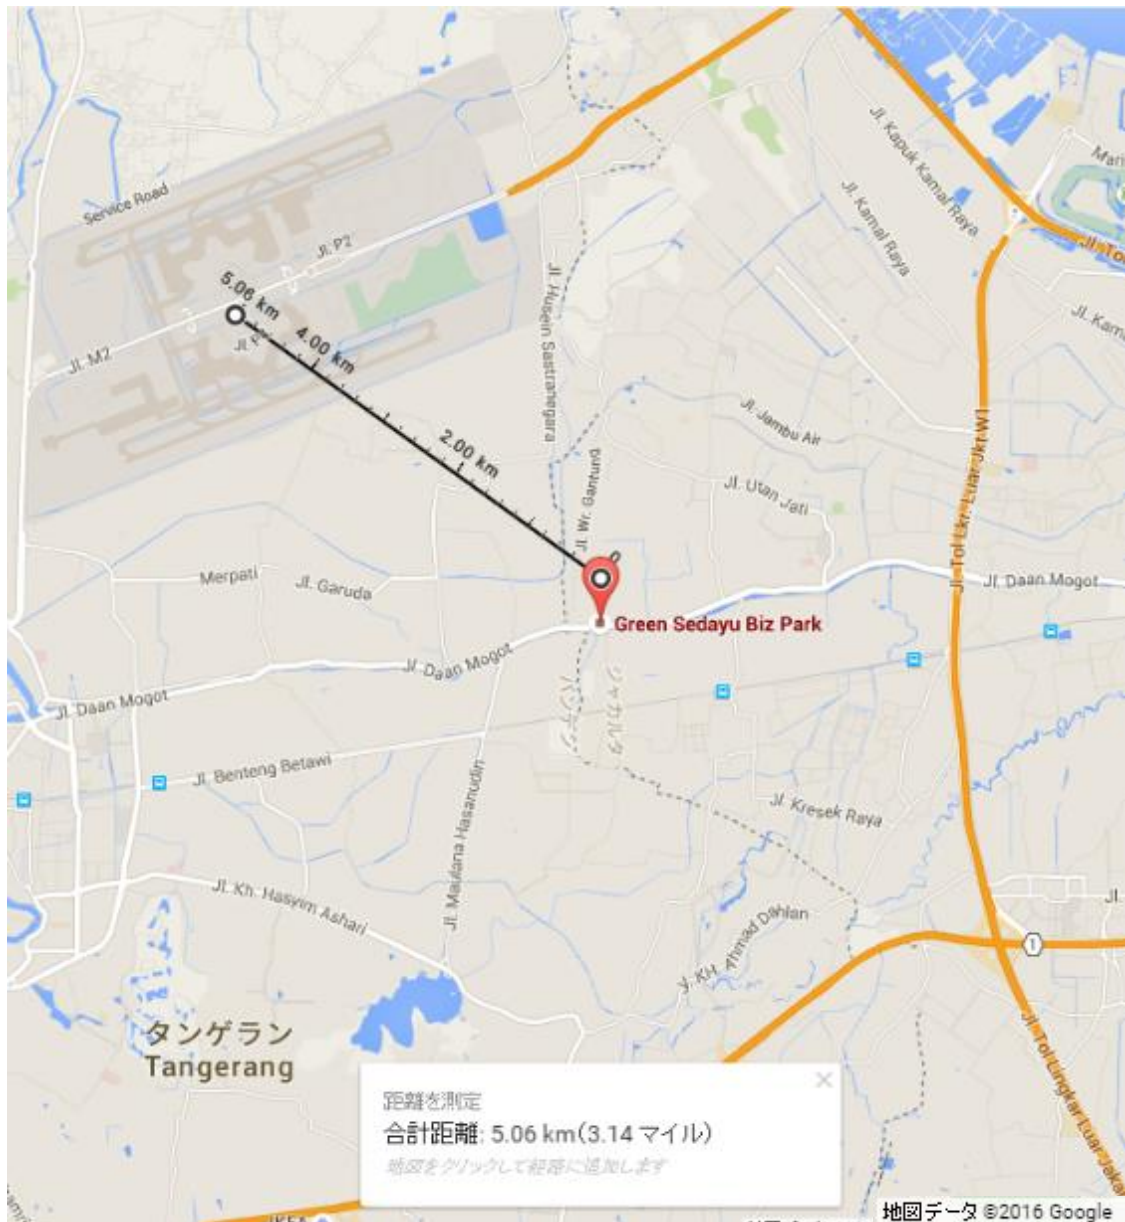 Jl. Kapuk Kamal Raya
Jl. Kamal Raya
Service Road
Jl. P2
Jl. Tol
5.06 km
4.00 km
Jl. M2
Jl. Husein Sastranegara
2.00 km
Jl. Jambu Air
Jl. Tol Lkr. Luar Jkt W1
Jl. Utan Jati
Jl. Wr. Gantung
0
Merpati
Jl. Garuda
Jl. Daan Mogot
Green Sedayu Biz Park
Jl. Daan Mogot
Jl. Daan Mogot
バンテン
ジャカルタ
Jl. Benteng Betawi
Jl. Maulana Hasanudin
Jl. Kresek Raya
Jl. Kh. Hasyim Ashari
Jl.
Jl. KH. Ahmad Dahlan
1
タンゲラン
Tangerang
Jl. Tol Lingkar Luar Jakar
距離を測定
合計距離: 5.06 km(3.14 マイル)
地図をクリックして経路に追加します
IKEA
地図データ ©2016 Google